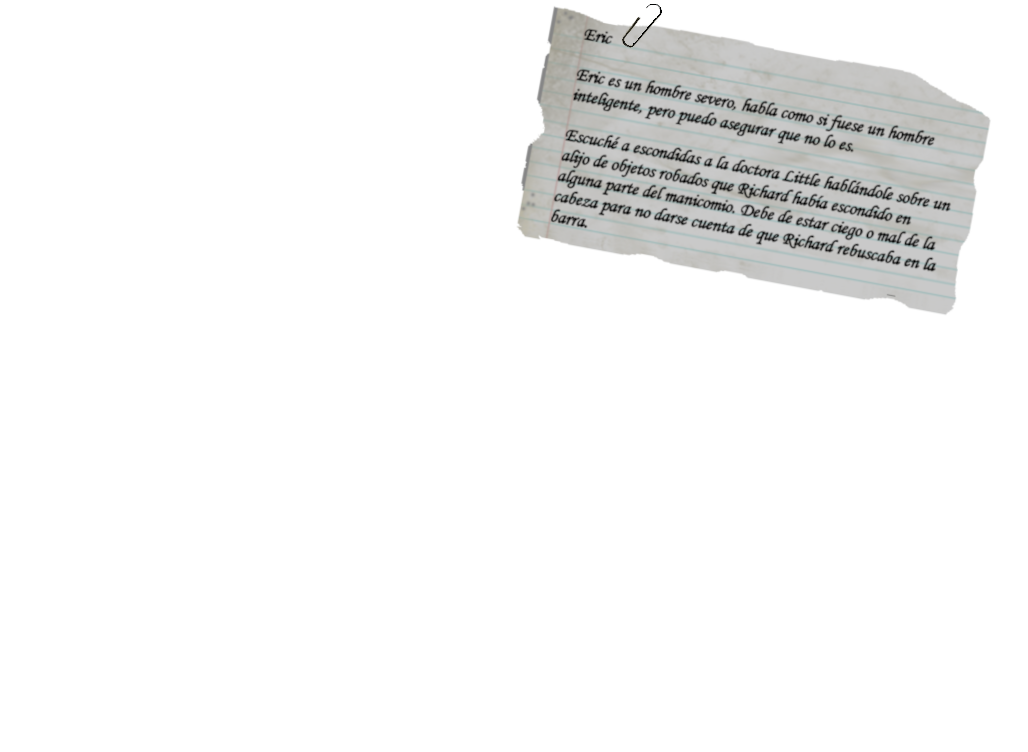 Eric
Eric es un hombre severo, habla como si fuese un hombre
inteligente, pero puedo asegurar que no lo es.
Escuché a escondidas a la doctora Little hablándole sobre un
alijo de objetos robados que Richard había escondido en
alguna parte del manicomio. Debe de estar ciego o mal de la
cabeza para no darse cuenta de que Richard rebuscaba en la
barra.